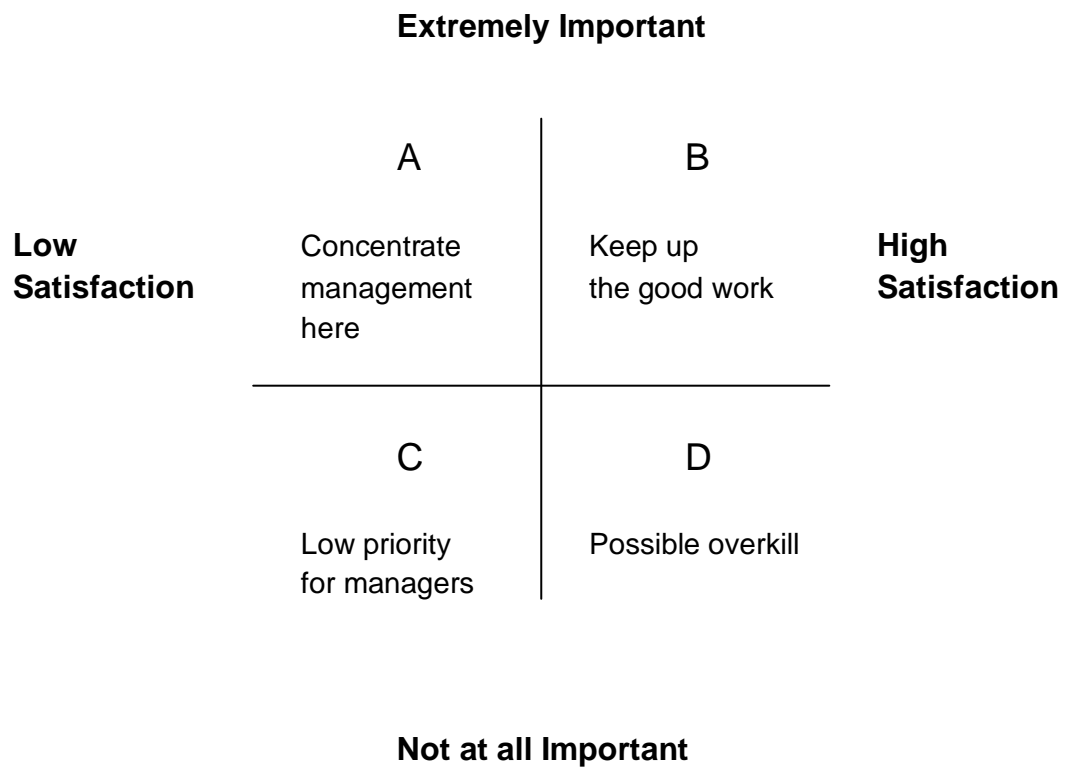 Extremely Important
A
B
Low
Satisfaction
Concentrate
management
here
Keep up
the good work
High
Satisfaction
C
D
Low priority
for managers
Possible overkill
Not at all Important